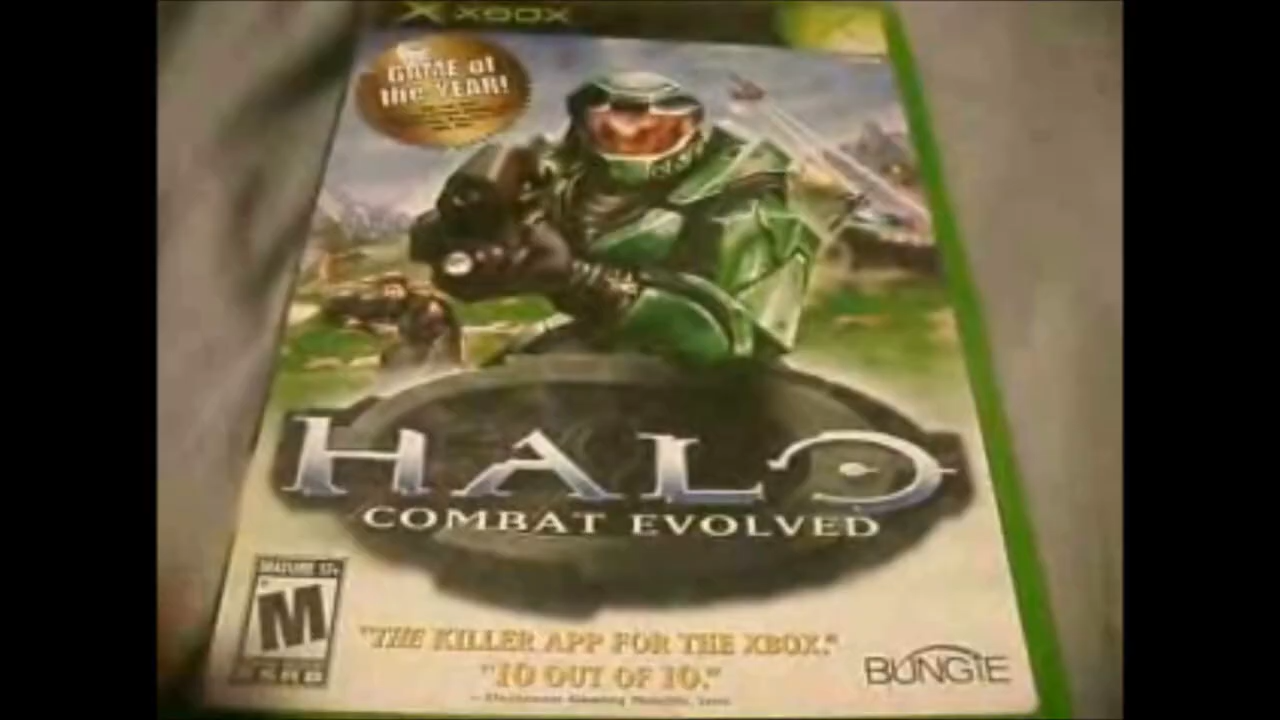 XBOX
GAME of
the YEAR!
HALO
COMBAT EVOLVED
MATURE 17+
M
ESRB
"THE KILLER APP FOR THE XBOX."
"10 OUT OF 10."
BUNGIE